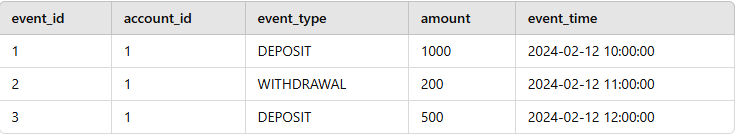 event_id account_id event_type amount event_time
1 1 DEPOSIT 1000 2024-02-12 10:00:00
2 1 WITHDRAWAL 200 2024-02-12 11:00:00
3 1 DEPOSIT 500 2024-02-12 12:00:00